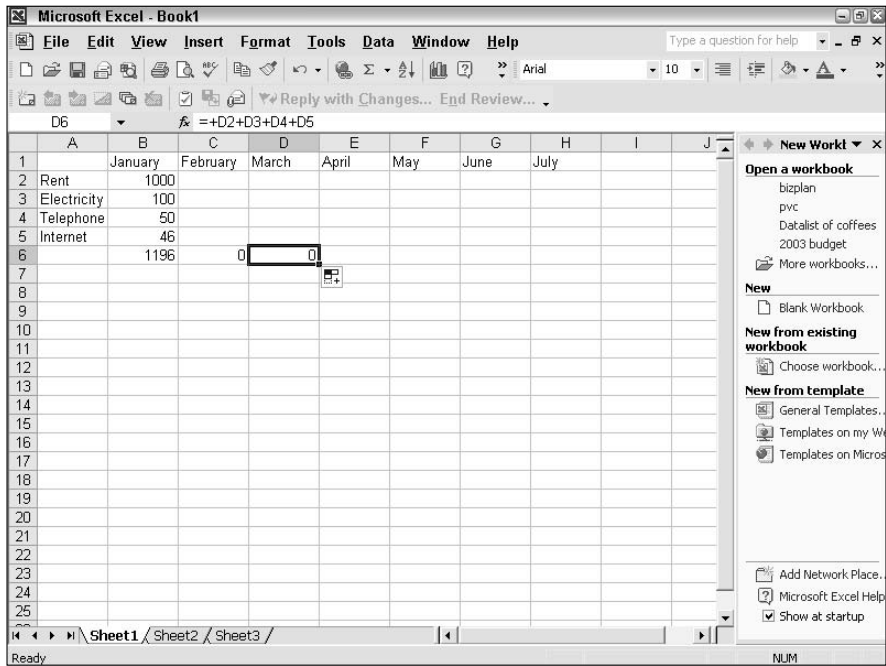 Microsoft Excel - Book1
File Edit View Insert Format Tools Data Window Help Type a question for help
Arial 10
Reply with Changes... End Review...
D6 fx =+D2+D3+D4+D5
A B C D E F G H I J
1 January February March April May June July
2 Rent 1000
3 Electricity 100
4 Telephone 50
5 Internet 46
6 1196 0 0
7
8
9
10
11
12
13
14
15
16
17
18
19
20
21
22
23
24
25
New Workb
Open a workbook
bizplan
pvc
Datalist of coffees
2003 budget
More workbooks...
New
Blank Workbook
New from existing
workbook
Choose workbook...
New from template
General Templates..
Templates on my We
Templates on Micros
Add Network Place..
Microsoft Excel Help
Show at startup
Sheet1 Sheet2 Sheet3
Ready NUM